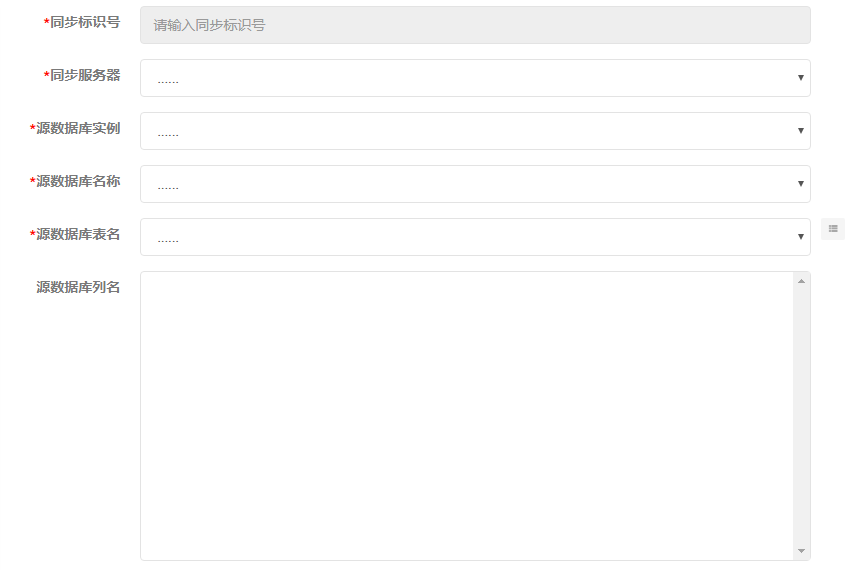 *同步标识号 请输入同步标识号
*同步服务器 ......
*源数据库实例 ......
*源数据库名称 ......
*源数据库表名 ......
源数据库列名